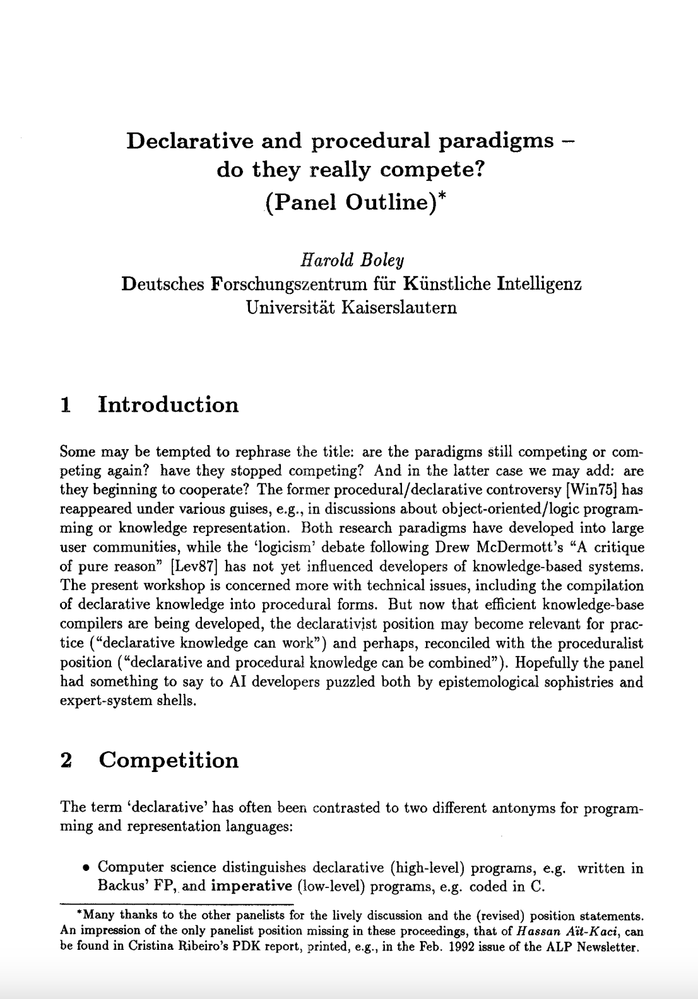 Declarative and procedural paradigms –
do they really compete?
(Panel Outline)*
Harold Boley
Deutsches Forschungszentrum für Künstliche Intelligenz
Universität Kaiserslautern
1 Introduction
Some may be tempted to rephrase the title: are the paradigms still competing or com-
peting again? have they stopped competing? And in the latter case we may add: are
they beginning to cooperate? The former procedural/declarative controversy [Win75] has
reappeared under various guises, e.g., in discussions about object-oriented/logic program-
ming or knowledge representation. Both research paradigms have developed into large
user communities, while the ‘logicism’ debate following Drew McDermott’s “A critique
of pure reason” [Lev87] has not yet influenced developers of knowledge-based systems.
The present workshop is concerned more with technical issues, including the compilation
of declarative knowledge into procedural forms. But now that efficient knowledge-base
compilers are being developed, the declarativist position may become relevant for prac-
tice (“declarative knowledge can work”) and perhaps, reconciled with the proceduralist
position (“declarative and procedural knowledge can be combined”). Hopefully the panel
had something to say to AI developers puzzled both by epistemological sophistries and
expert-system shells.
2 Competition
The term ‘declarative’ has often been contrasted to two different antonyms for program-
ming and representation languages:
• Computer science distinguishes declarative (high-level) programs, e.g. written in
Backus’ FP, and imperative (low-level) programs, e.g. coded in C.
*Many thanks to the other panelists for the lively discussion and the (revised) position statements.
An impression of the only panelist position missing in these proceedings, that of Hassan Aït-Kaci, can
be found in Cristina Ribeiro’s PDK report, printed, e.g., in the Feb. 1992 issue of the ALP Newsletter.